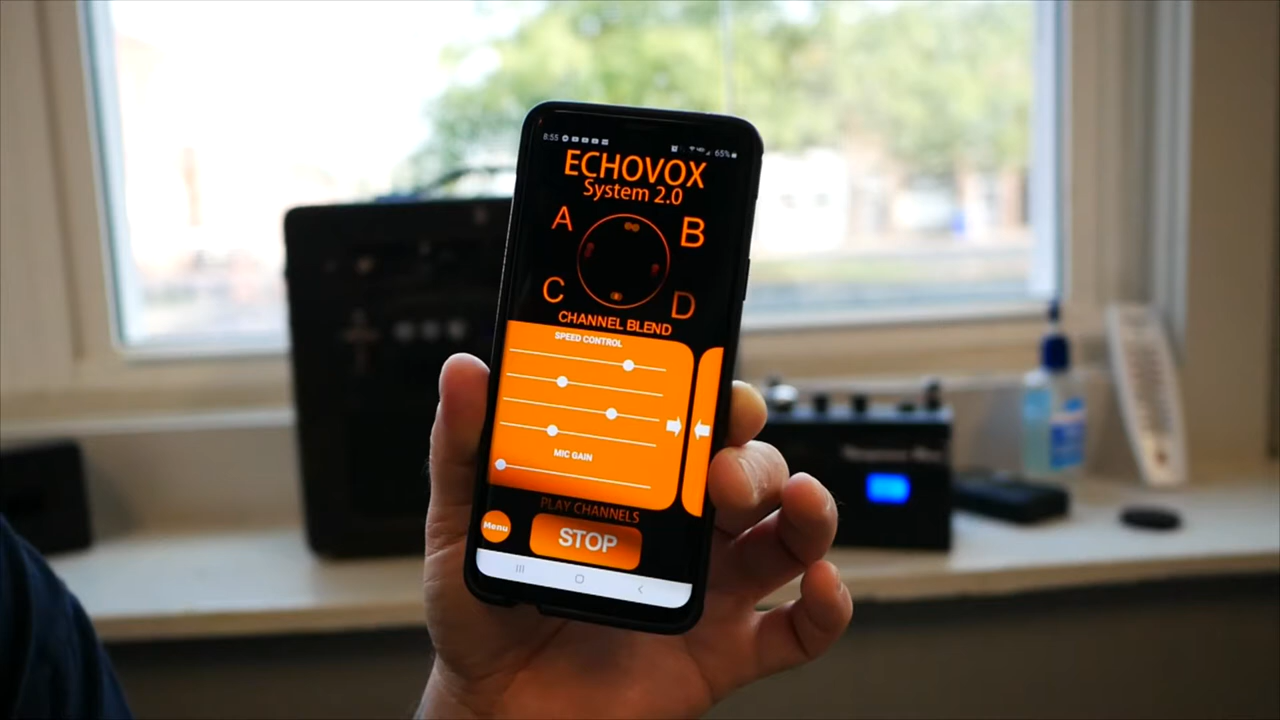 8:55 65%
ECHOVOX
System 2.0
A B
C D
CHANNEL BLEND
SPEED CONTROL
MIC GAIN
PLAY CHANNELS
Menu
STOP